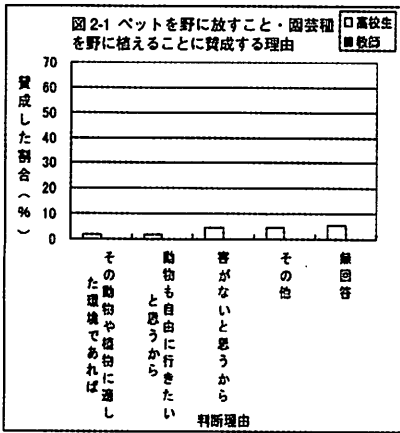 図 2-1 ペットを野に放すこと・園芸種
を野に植えることに賛成する理由
□ 高校生
■ 教師
賛成した割合(%)
70
60
50
40
30
20
10
0
その動物や植物に適し
た環境であれば
動物も自由に行きたい
と思うから
害がないと思うから
その他
無回答
判断理由